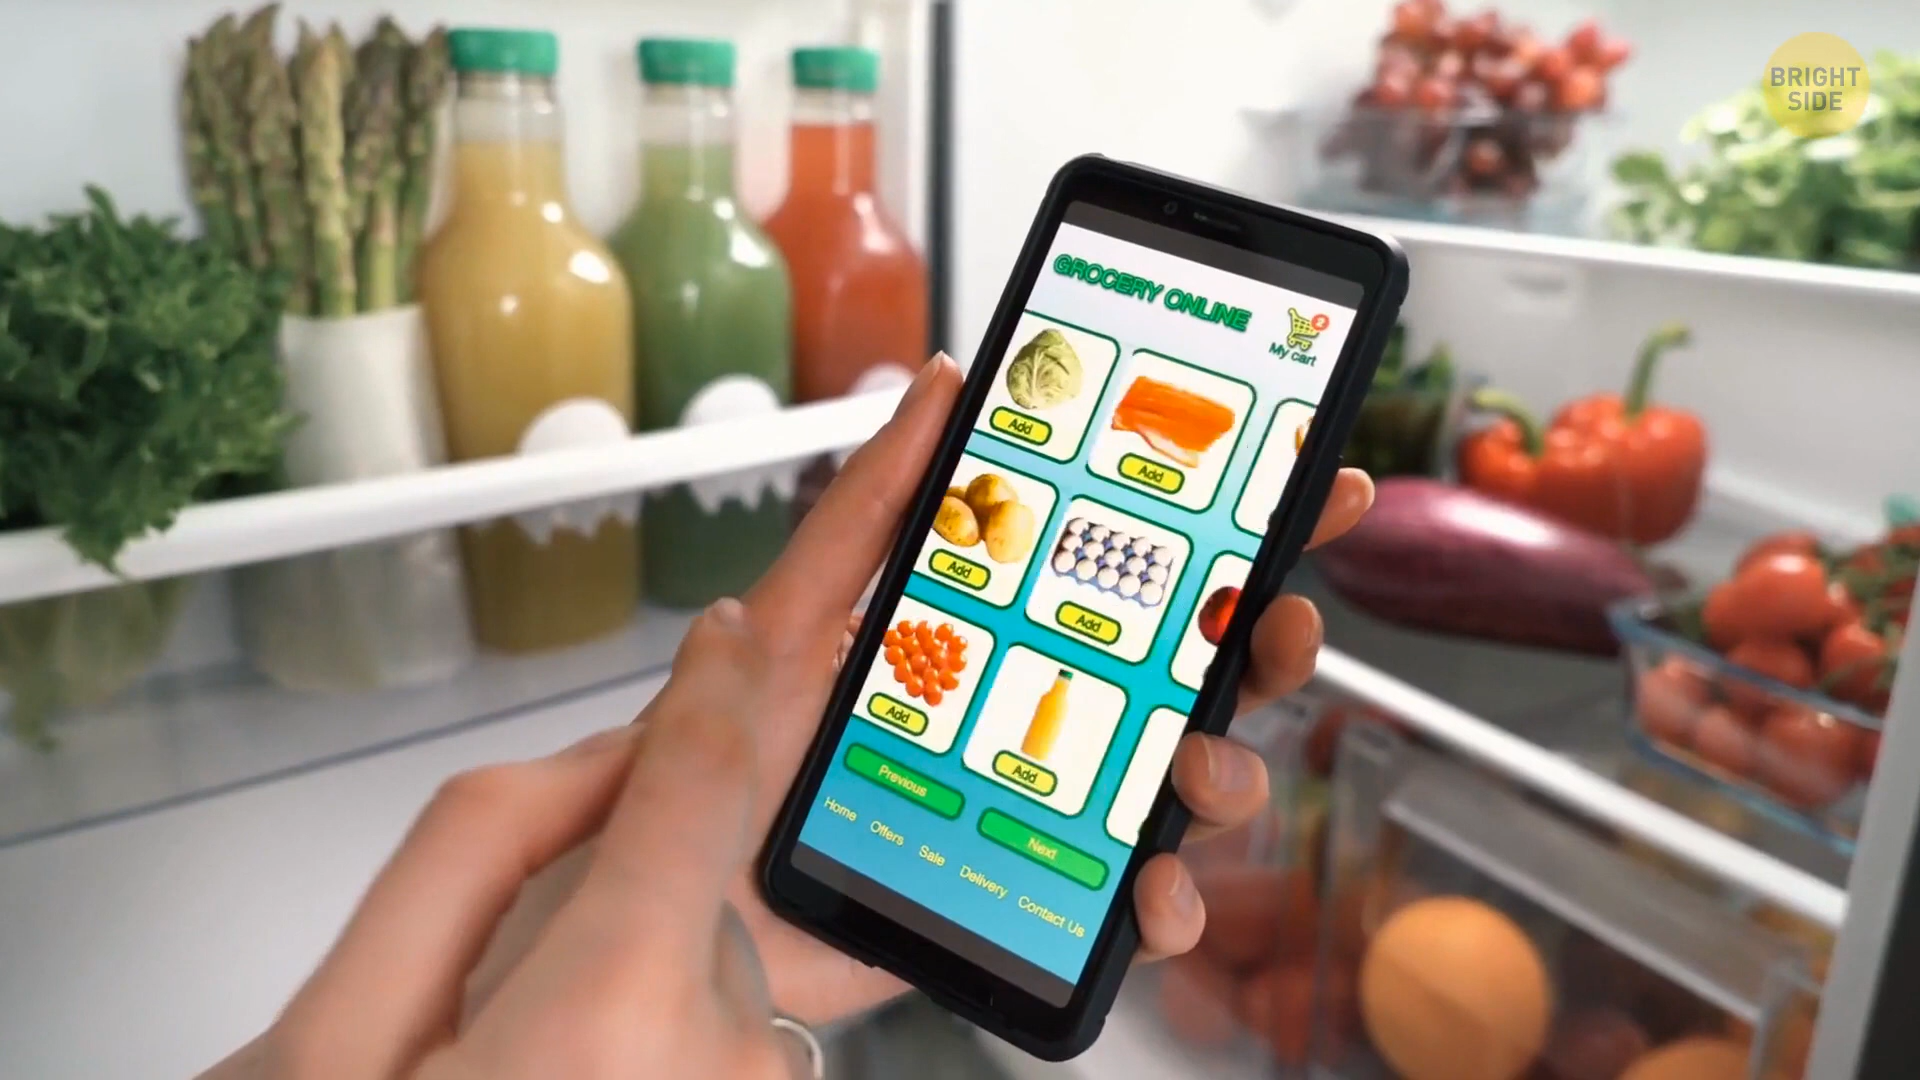 BRIGHT
SIDE
GROCERY ONLINE
2
My cart
Add
Add
Add
Add
Add
Add
Previous
Next
Home Offers Sale Delivery Contact Us